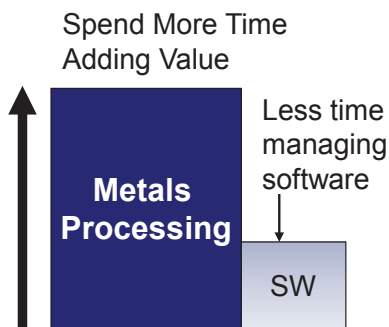 Spend More Time
Adding Value
Less time
managing
software
Metals
Processing
SW